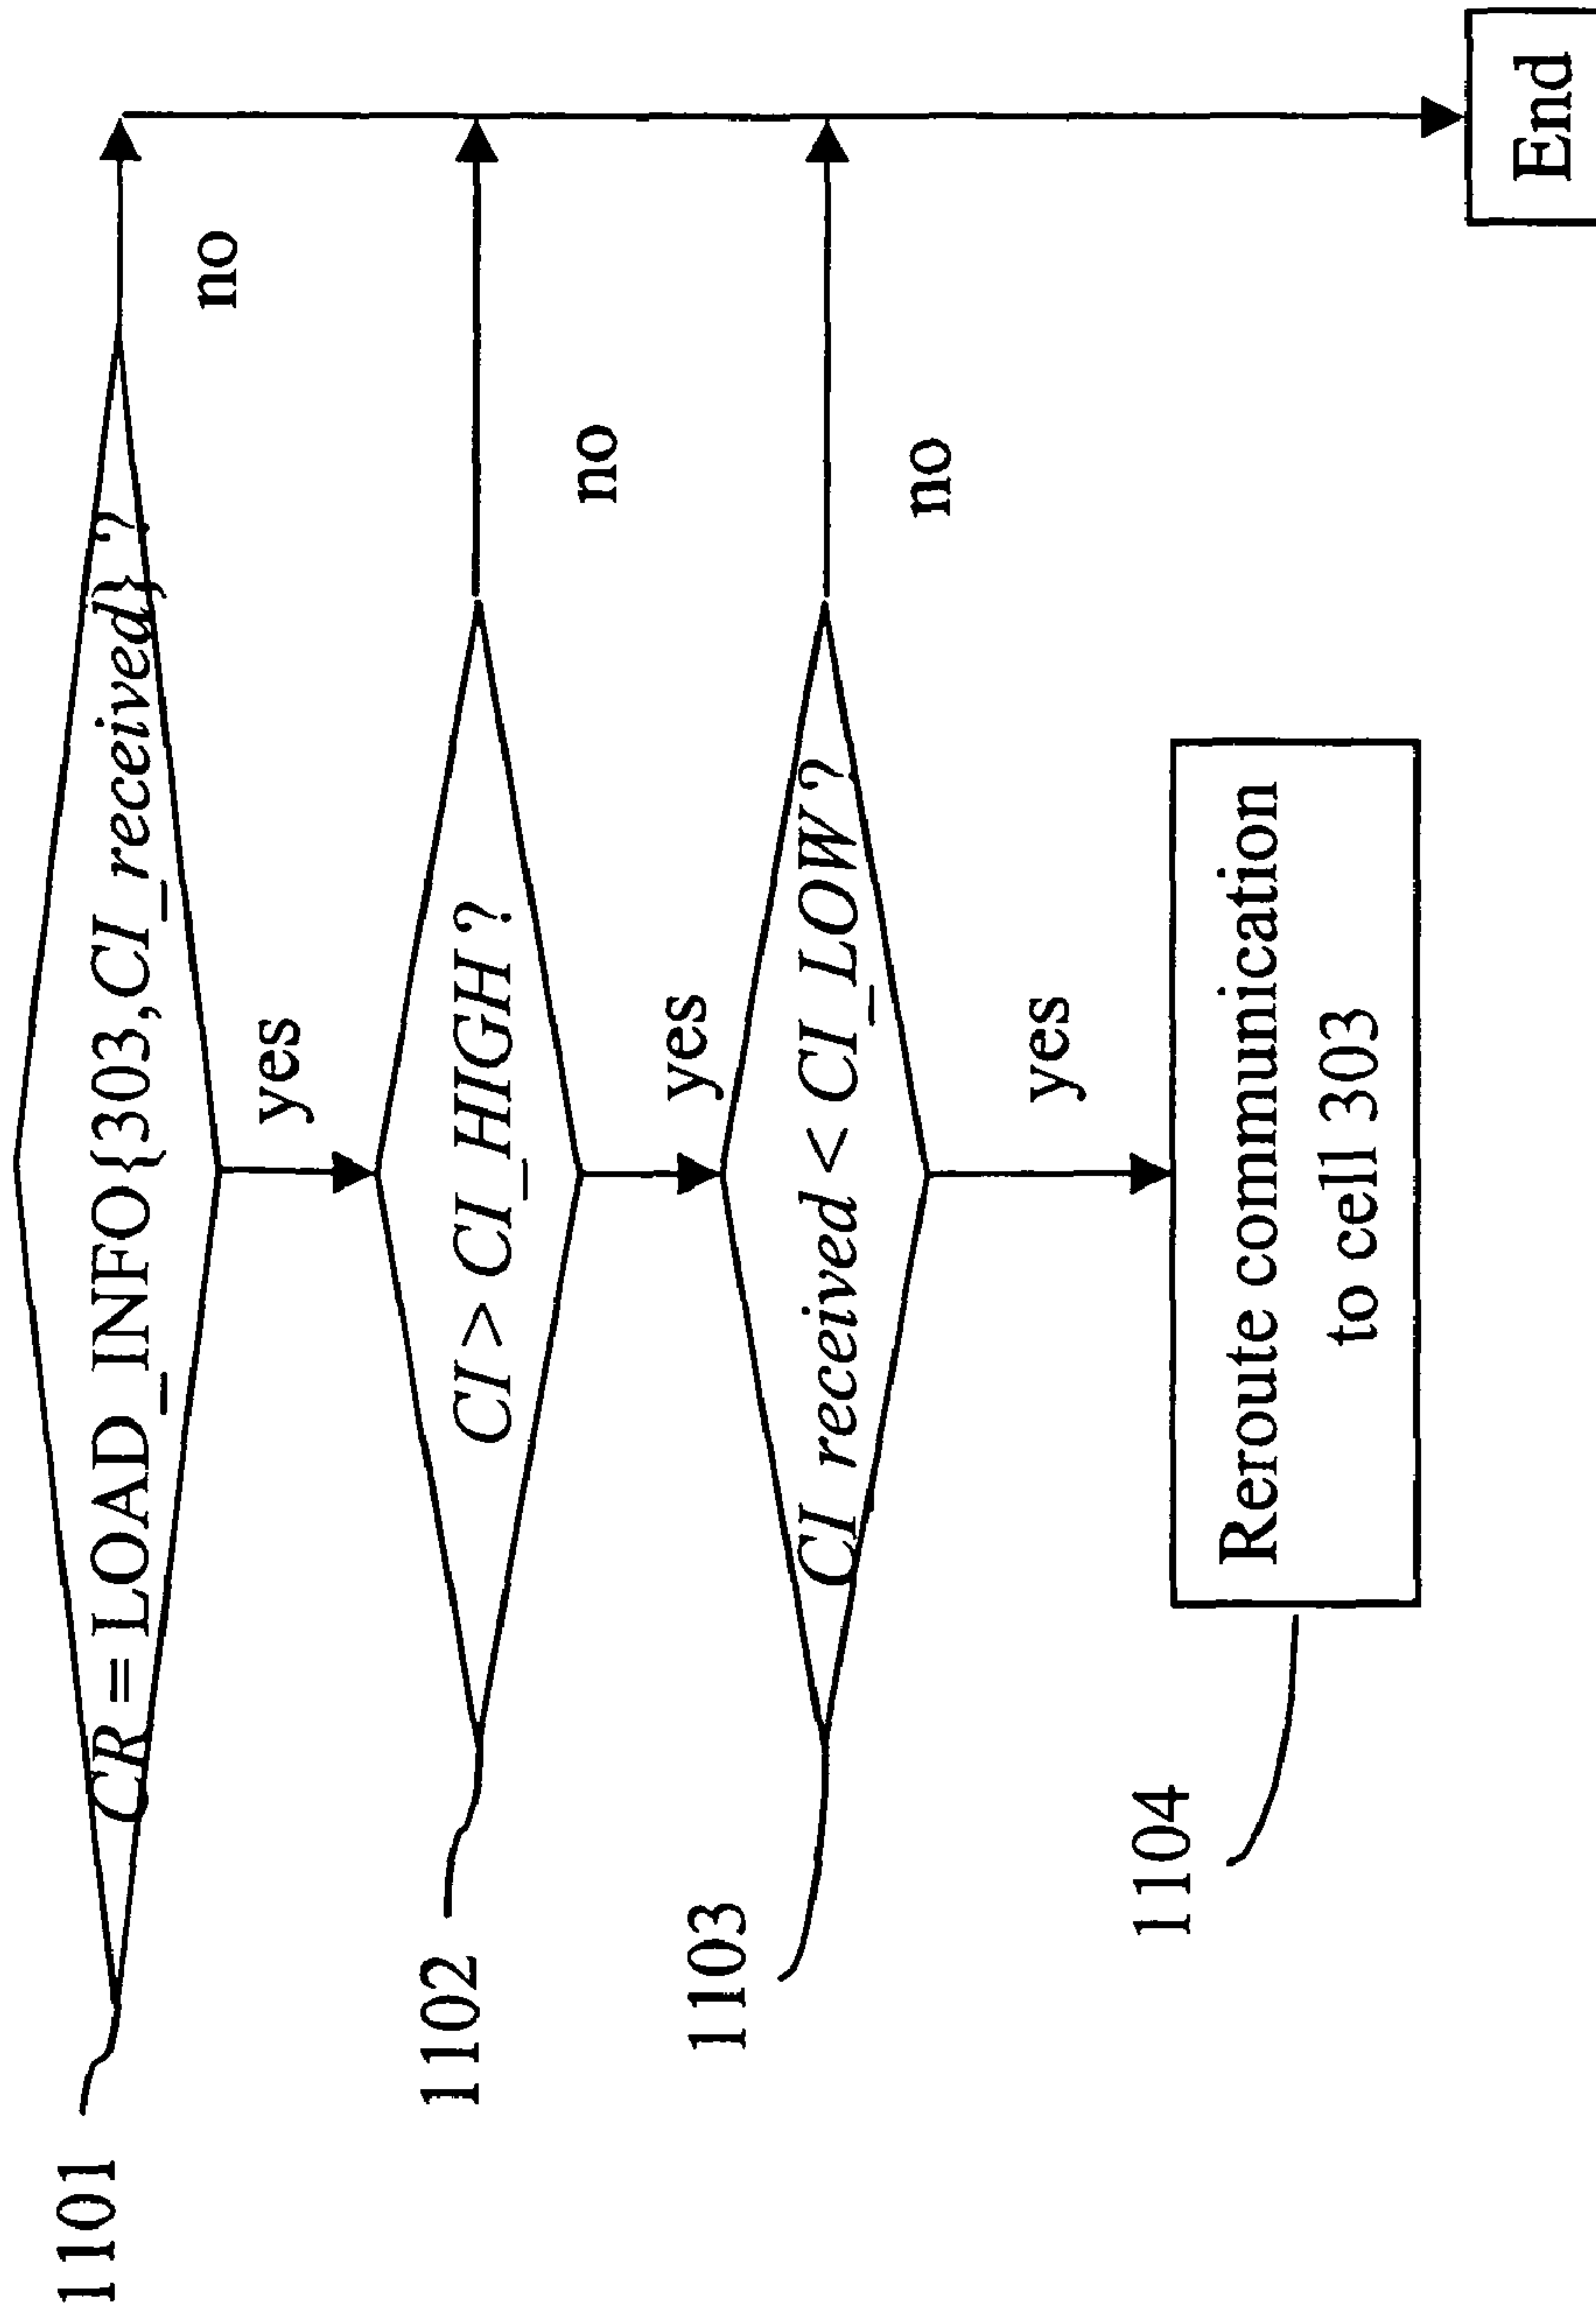 1101
CR = LOAD_INFO{303,CI_received} ?
no
yes
1102
CI > CI_HIGH ?
no
yes
1103
CI_received < CI_LOW ?
no
yes
1104
Reroute communication
to cell 303
End